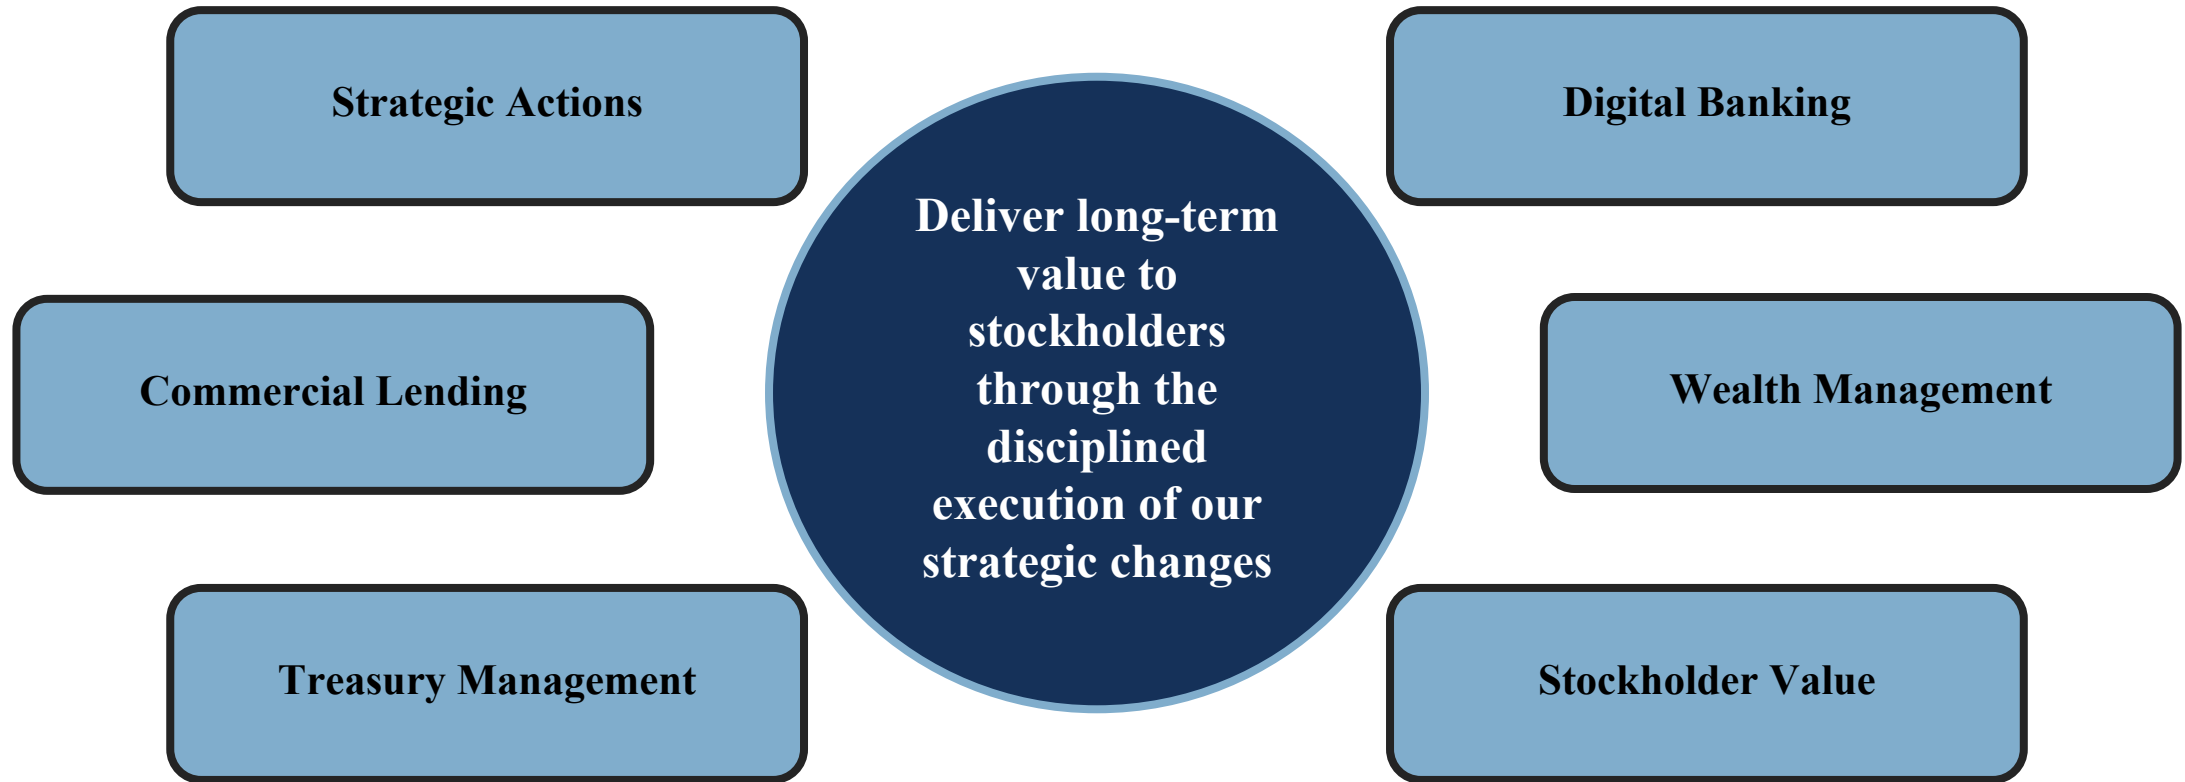 Strategic Actions
Digital Banking
Deliver long-term
value to
stockholders
through the
disciplined
execution of our
strategic changes
Commercial Lending
Wealth Management
Treasury Management
Stockholder Value